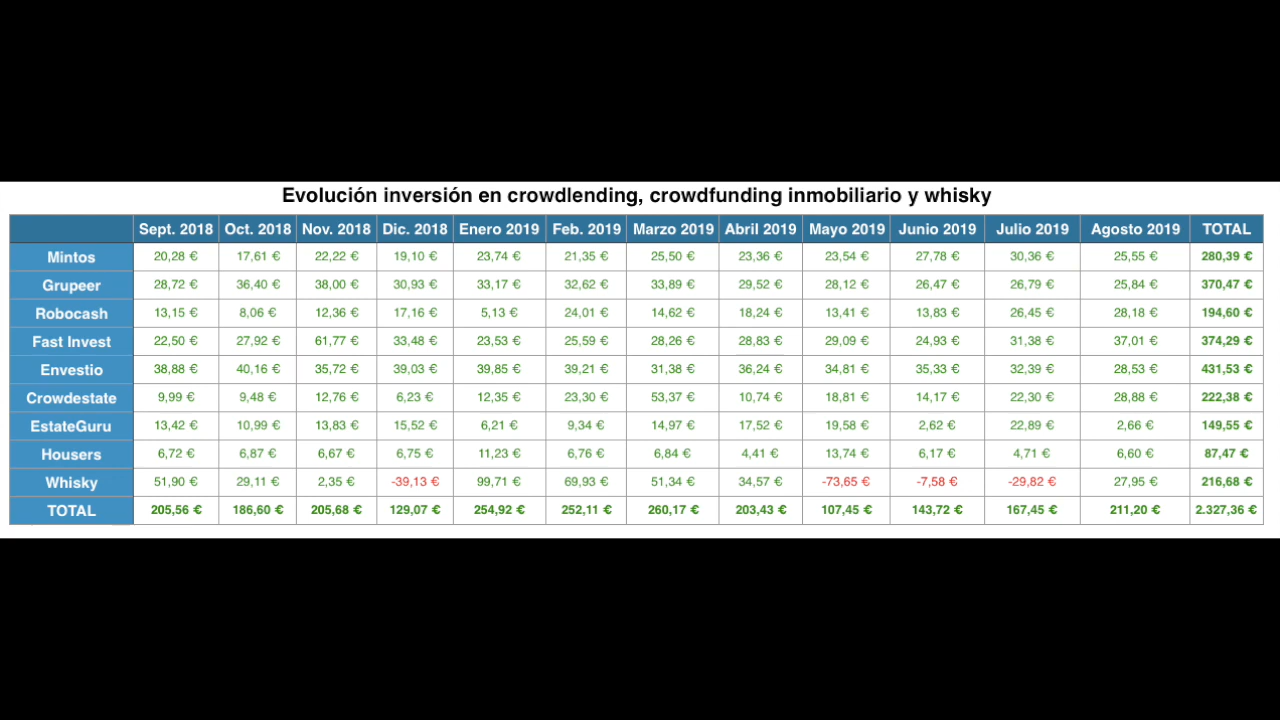 Evolución inversión en crowdlending, crowdfunding inmobiliario y whisky
Sept. 2018 Oct. 2018 Nov. 2018 Dic. 2018 Enero 2019 Feb. 2019 Marzo 2019 Abril 2019 Mayo 2019 Junio 2019 Julio 2019 Agosto 2019 TOTAL
Mintos 20,28 € 17,61 € 22,22 € 19,10 € 23,74 € 21,35 € 25,50 € 23,36 € 23,54 € 27,78 € 30,36 € 25,55 € 280,39 €
Grupeer 28,72 € 36,40 € 38,00 € 30,93 € 33,17 € 32,62 € 33,89 € 29,52 € 28,12 € 26,47 € 26,79 € 25,84 € 370,47 €
Robocash 13,15 € 8,06 € 12,36 € 17,16 € 5,13 € 24,01 € 14,62 € 18,24 € 13,41 € 13,83 € 26,45 € 28,18 € 194,60 €
Fast Invest 22,50 € 27,92 € 61,77 € 33,48 € 23,53 € 25,59 € 28,26 € 28,83 € 29,09 € 24,93 € 31,38 € 37,01 € 374,29 €
Envestio 38,88 € 40,16 € 35,72 € 39,03 € 39,85 € 39,21 € 31,38 € 36,24 € 34,81 € 35,33 € 32,39 € 28,53 € 431,53 €
Crowdestate 9,99 € 9,48 € 12,76 € 6,23 € 12,35 € 23,30 € 53,37 € 10,74 € 18,81 € 14,17 € 22,30 € 28,88 € 222,38 €
EstateGuru 13,42 € 10,99 € 13,83 € 15,52 € 6,21 € 9,34 € 14,97 € 17,52 € 19,58 € 2,62 € 22,89 € 2,66 € 149,55 €
Housers 6,72 € 6,87 € 6,67 € 6,75 € 11,23 € 6,76 € 6,84 € 4,41 € 13,74 € 6,17 € 4,71 € 6,60 € 87,47 €
Whisky 51,90 € 29,11 € 2,35 € -39,13 € 99,71 € 69,93 € 51,34 € 34,57 € -73,65 € -7,58 € -29,82 € 27,95 € 216,68 €
TOTAL 205,56 € 186,60 € 205,68 € 129,07 € 254,92 € 252,11 € 260,17 € 203,43 € 107,45 € 143,72 € 167,45 € 211,20 € 2.327,36 €